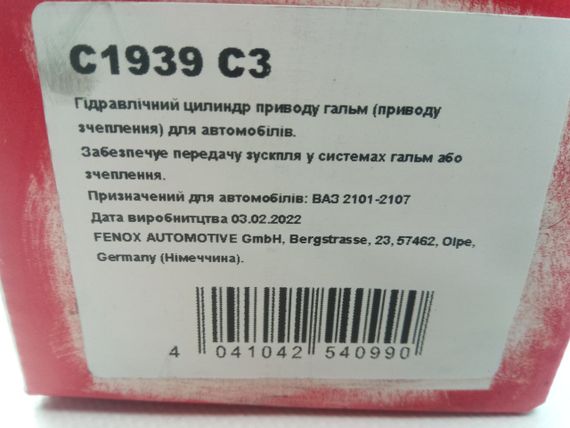 C1939 C3
Гідравлічний цилиндр приводу гальм (приводу
зчеплення) для автомобілів.
Забезпечує передачу зускпля у системах гальм або
зчеплення.
Призначений для автомобілів: ВАЗ 2101-2107
Дата виробнитцтва 03.02.2022
FENOX AUTOMOTIVE GmbH, Bergstrasse, 23, 57462, Olpe,
Germany (Німеччина).
4 041042 540990